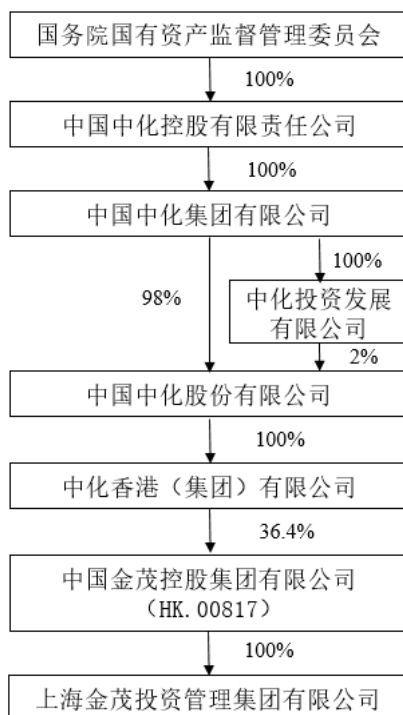 国务院国有资产监督管理委员会
100%
中国中化控股有限责任公司
100%
中国中化集团有限公司
100%
98%
中化投资发展
有限公司
2%
中国中化股份有限公司
100%
中化香港（集团）有限公司
36.4%
中国金茂控股集团有限公司
（HK.00817）
100%
上海金茂投资管理集团有限公司